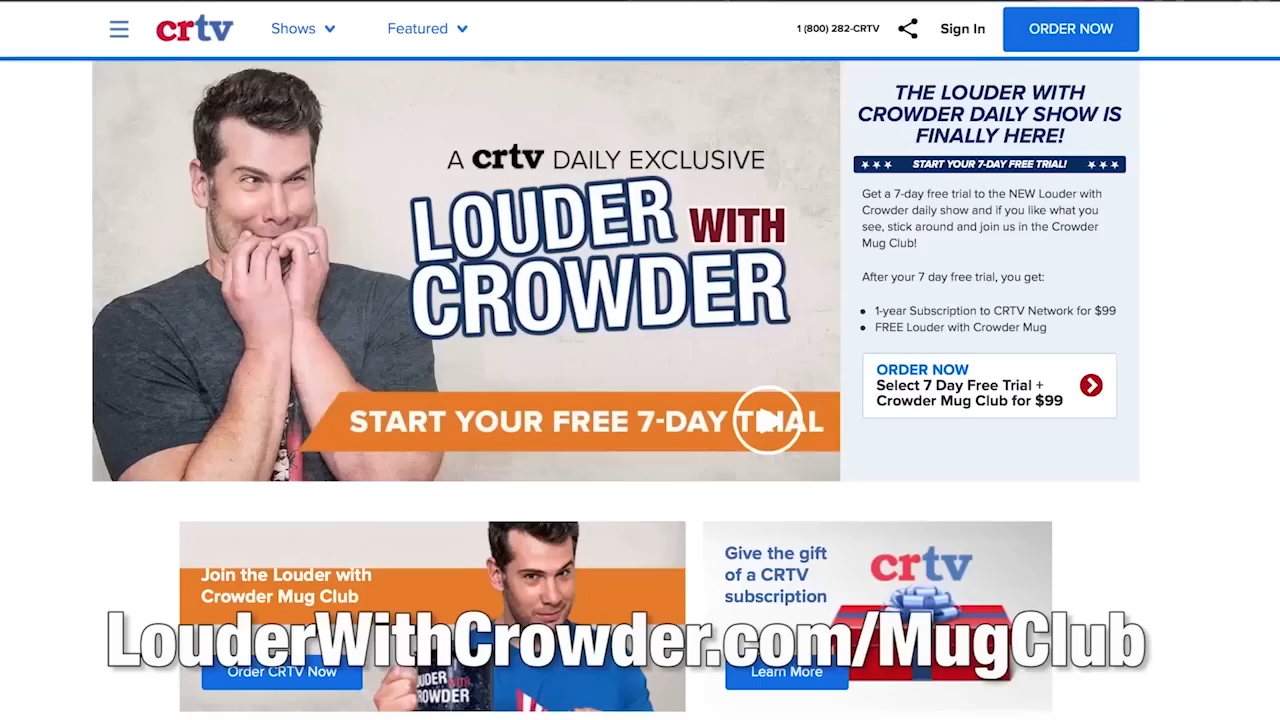 crtv
Shows
Featured
1 (800) 282-CRTV
Sign In
ORDER NOW
A crtv DAILY EXCLUSIVE
LOUDER WITH
CROWDER
START YOUR FREE 7-DAY TRIAL
THE LOUDER WITH
CROWDER DAILY SHOW IS
FINALLY HERE!
START YOUR 7-DAY FREE TRIAL!
Get a 7-day free trial to the NEW Louder with
Crowder daily show and if you like what you
see, stick around and join us in the Crowder
Mug Club!
After your 7 day free trial, you get:
1-year Subscription to CRTV Network for $99
FREE Louder with Crowder Mug
ORDER NOW
Select 7 Day Free Trial +
Crowder Mug Club for $99
Join the Louder with
Crowder Mug Club
Give the gift
of a CRTV
subscription
crtv
LouderWithCrowder.com/MugClub
Order CRTV Now
LOUDER WITH
CROWDER
Learn More